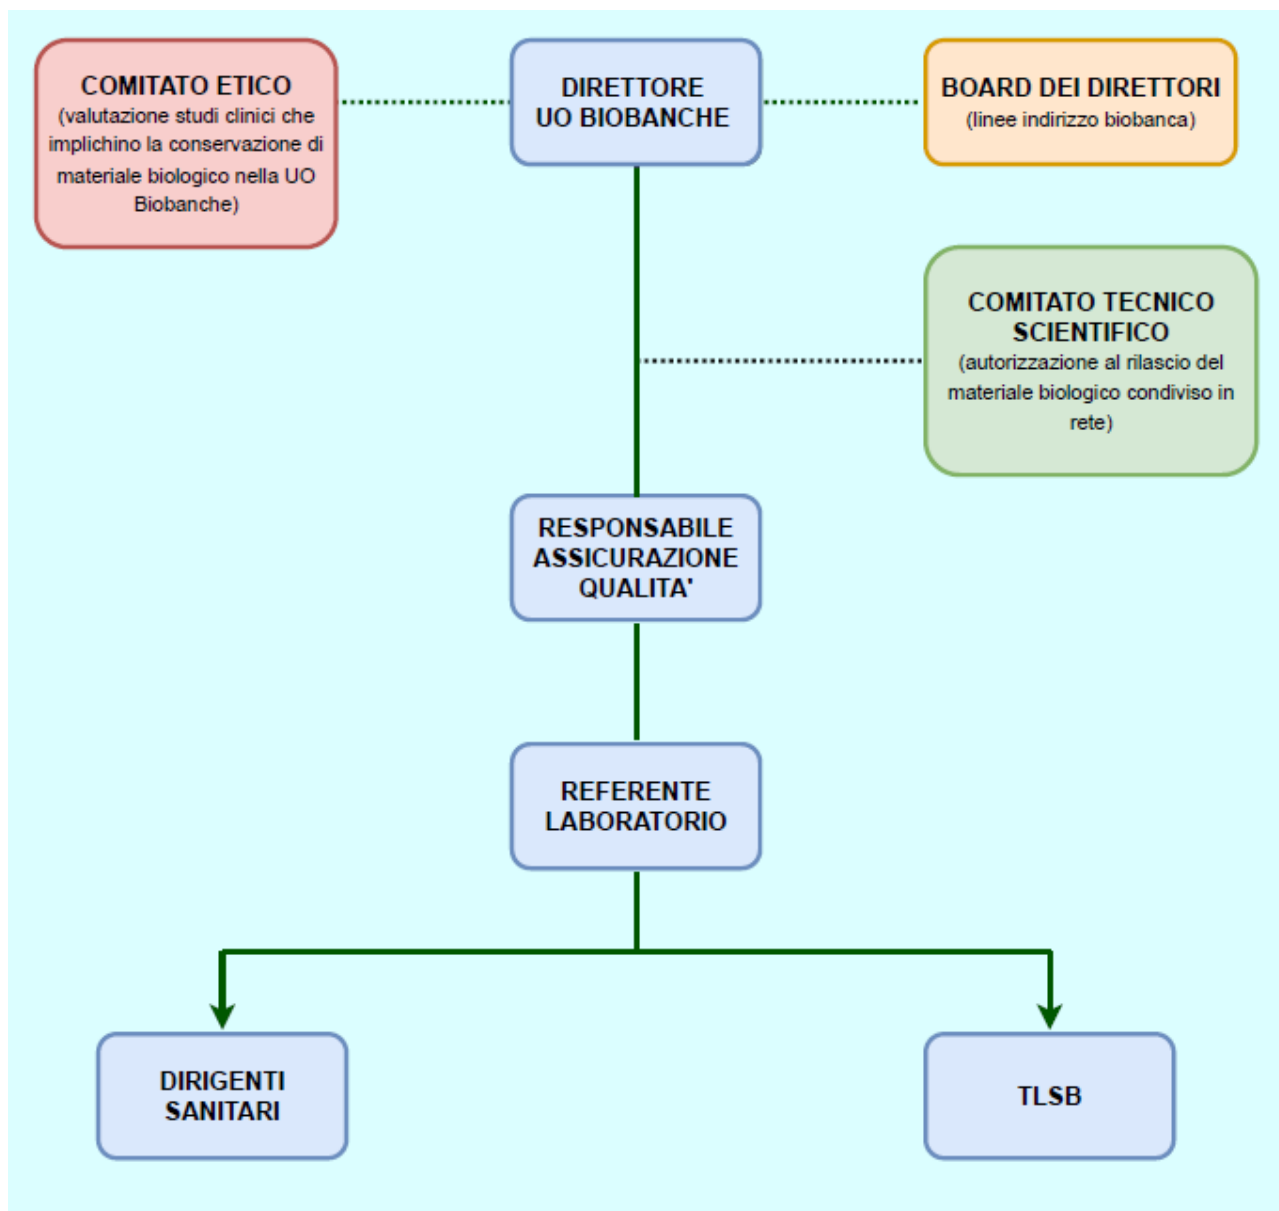 COMITATO ETICO
(valutazione studi clinici che
implichino la conservazione di
materiale biologico nella UO
Biobanche)
DIRETTORE
UO BIOBANCHE
BOARD DEI DIRETTORI
(linee indirizzo biobanca)
COMITATO TECNICO
SCIENTIFICO
(autorizzazione al rilascio del
materiale biologico condiviso in
rete)
RESPONSABILE
ASSICURAZIONE
QUALITA'
REFERENTE
LABORATORIO
DIRIGENTI
SANITARI
TLSB